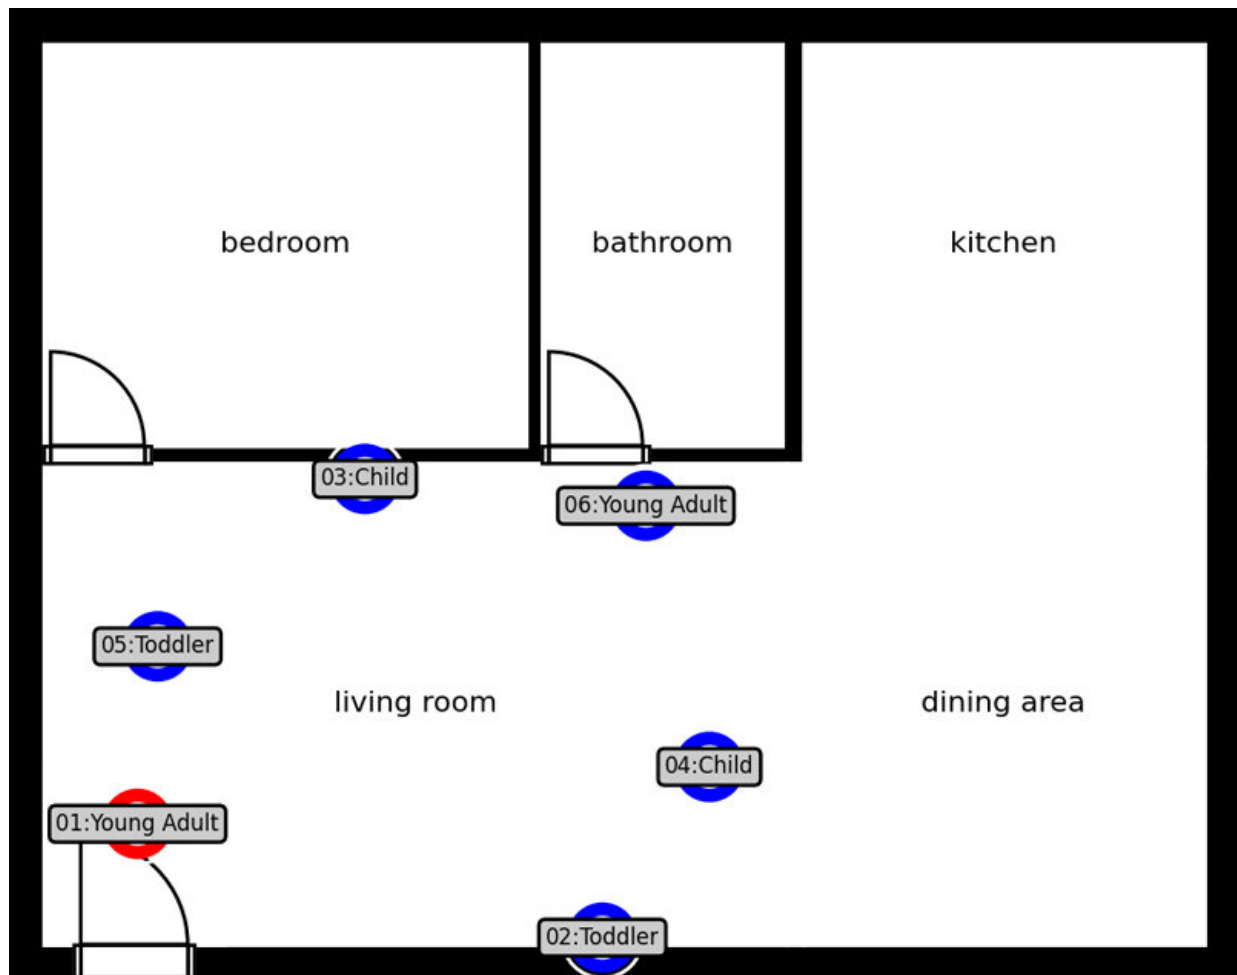 bedroom
bathroom
kitchen
03:Child
06:Young Adult
05:Toddler
living room
dining area
04:Child
01:Young Adult
02:Toddler